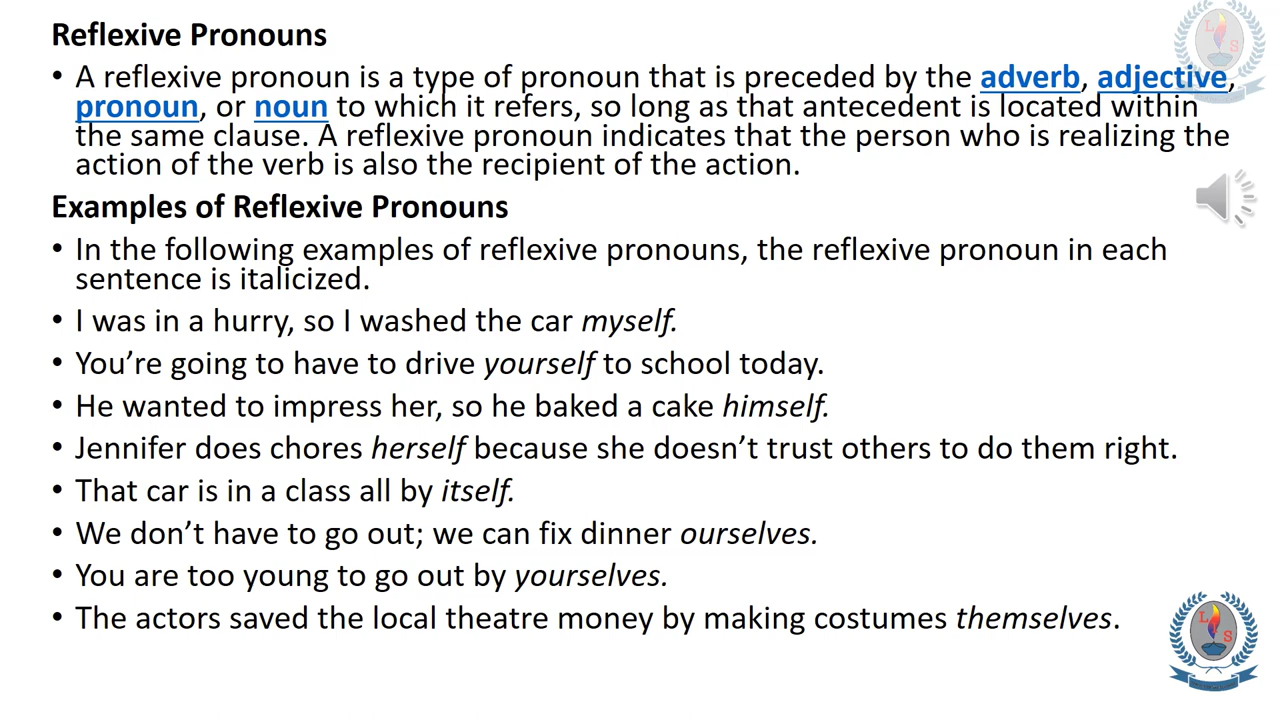 Reflexive Pronouns
• A reflexive pronoun is a type of pronoun that is preceded by the adverb, adjective,
pronoun, or noun to which it refers, so long as that antecedent is located within
the same clause. A reflexive pronoun indicates that the person who is realizing the
action of the verb is also the recipient of the action.
Examples of Reflexive Pronouns
• In the following examples of reflexive pronouns, the reflexive pronoun in each
sentence is italicized.
• I was in a hurry, so I washed the car myself.
• You’re going to have to drive yourself to school today.
• He wanted to impress her, so he baked a cake himself.
• Jennifer does chores herself because she doesn’t trust others to do them right.
• That car is in a class all by itself.
• We don’t have to go out; we can fix dinner ourselves.
• You are too young to go out by yourselves.
• The actors saved the local theatre money by making costumes themselves.
L S
L S